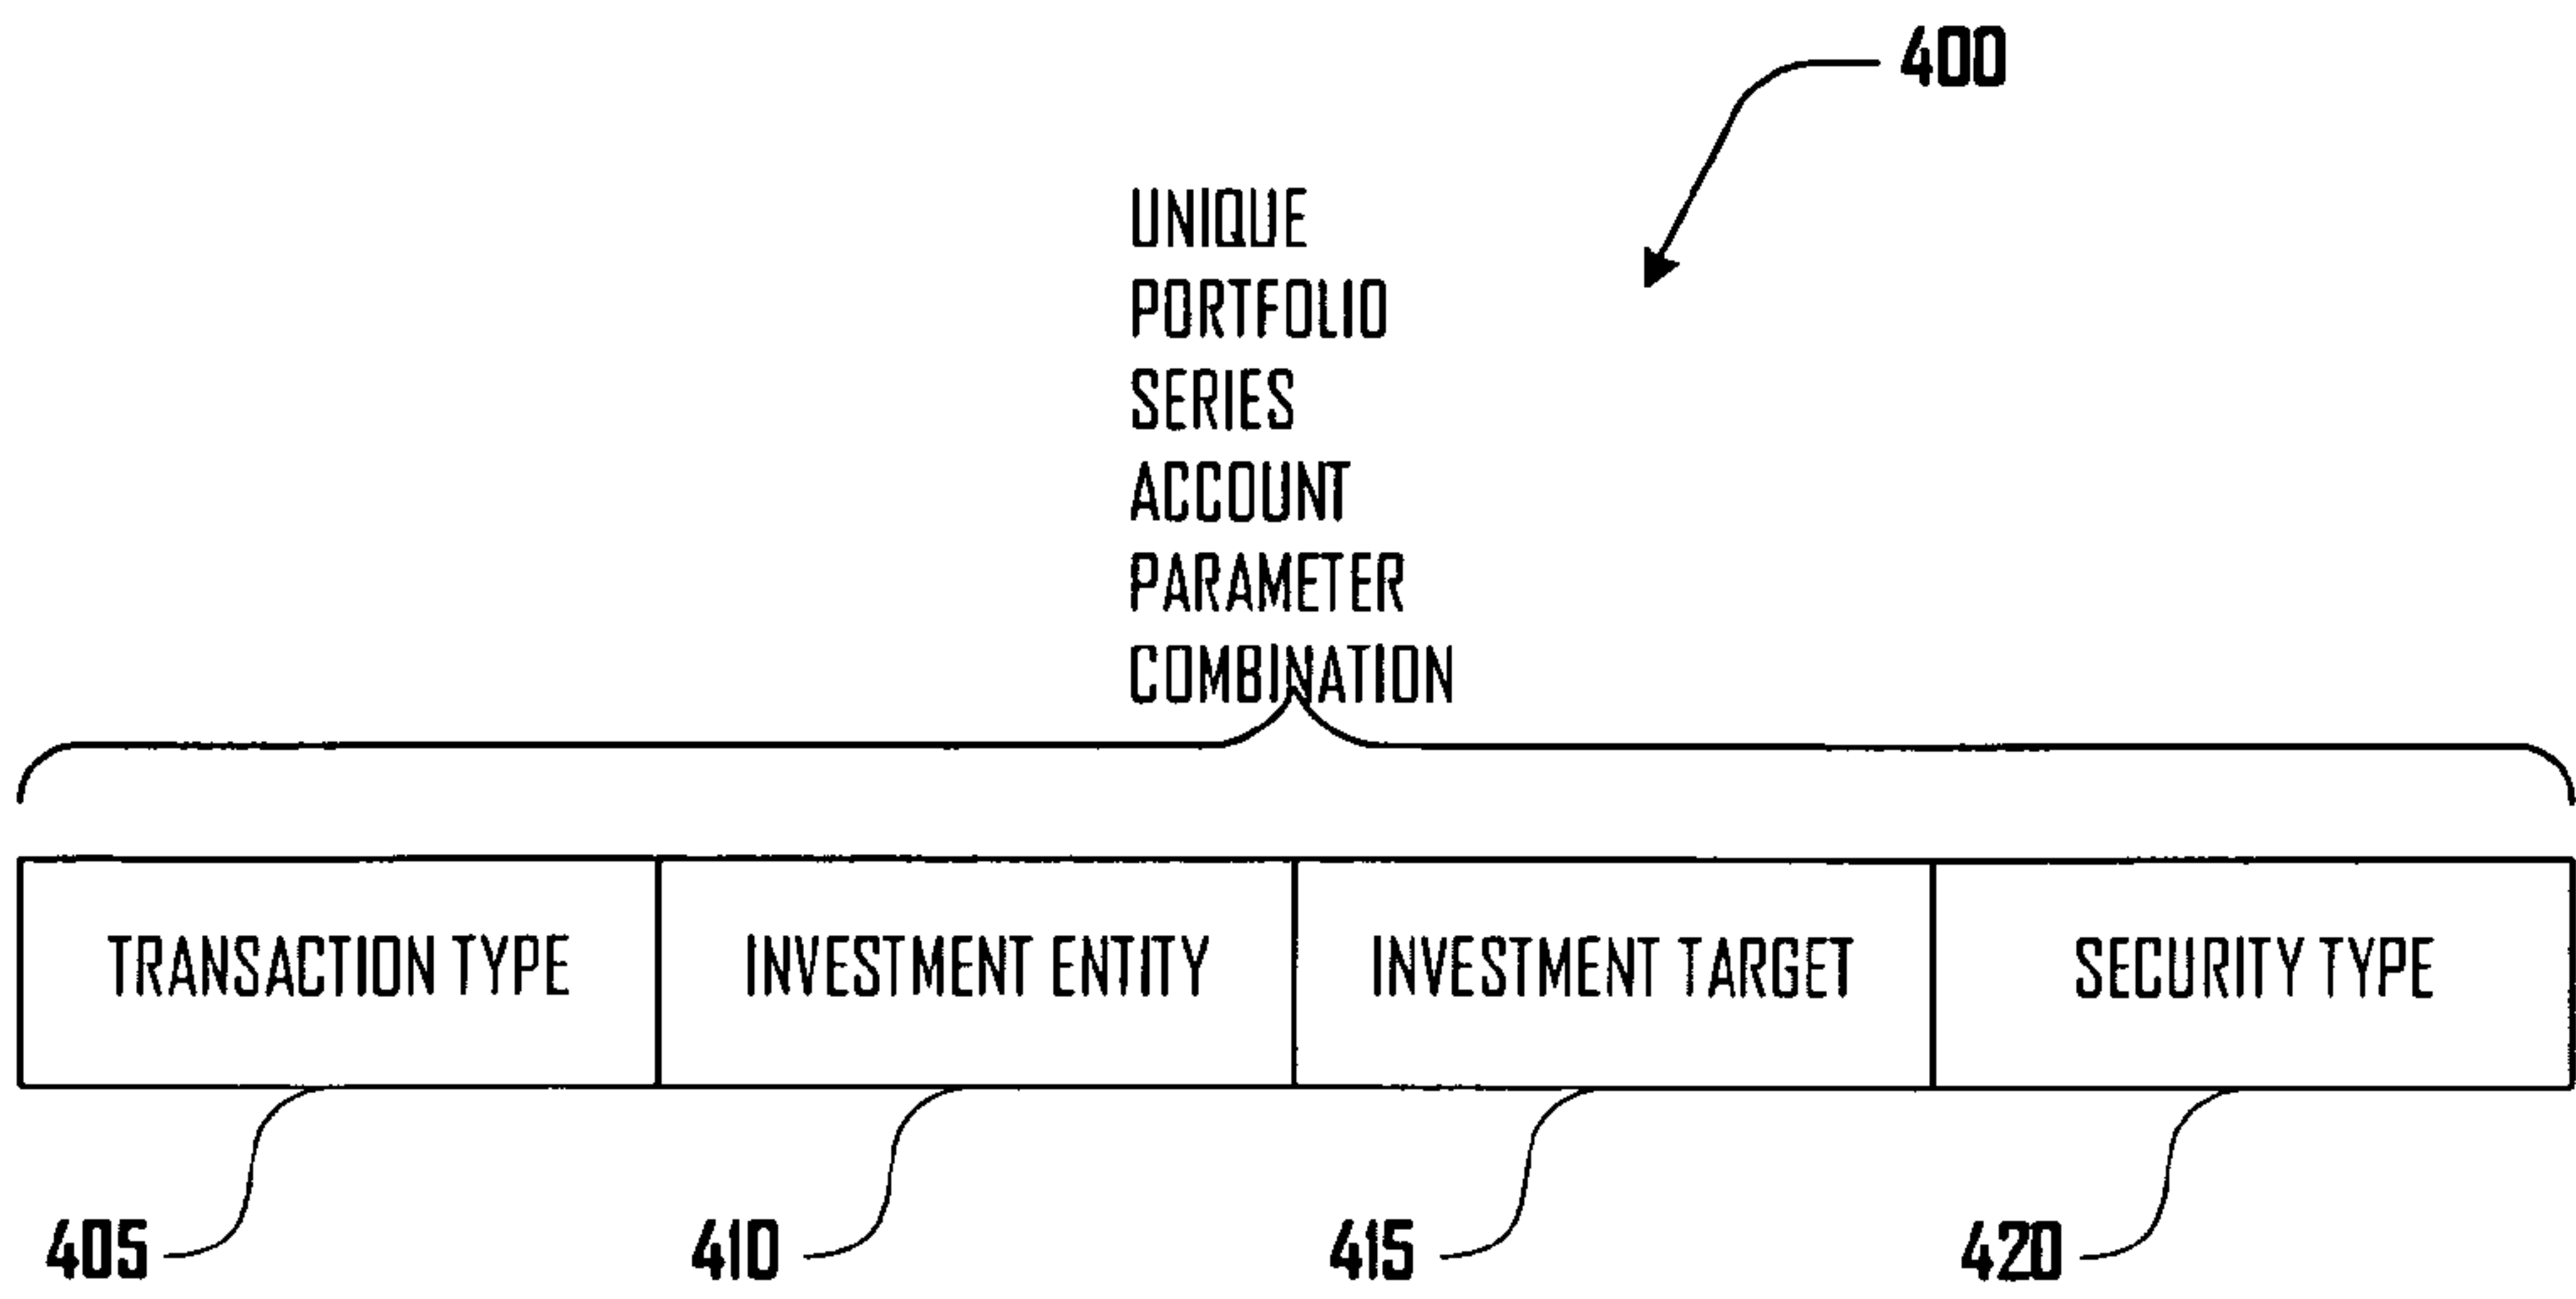 400
UNIQUE
PORTFOLIO
SERIES
ACCOUNT
PARAMETER
COMBINATION
TRANSACTION TYPE
INVESTMENT ENTITY
INVESTMENT TARGET
SECURITY TYPE
405
410
415
420